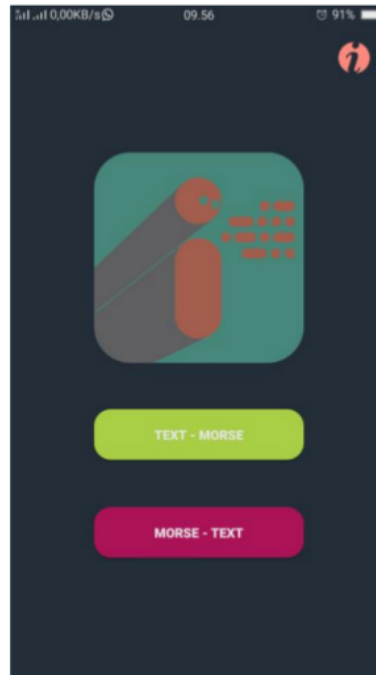 0,00KB/s 09.56 91%
i
TEXT - MORSE
MORSE - TEXT